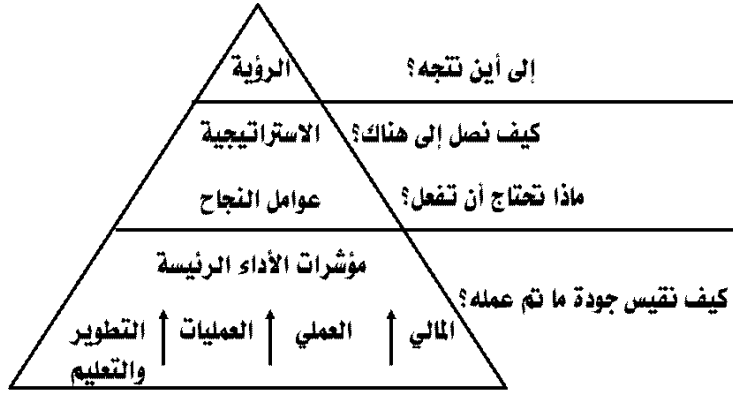 الرؤية
إلى أين نتجه؟
الاستراتيجية
كيف نصل إلى هناك؟
عوامل النجاح
ماذا تحتاج أن تفعل؟
مؤشرات الأداء الرئيسة
كيف نقيس جودة ما تم عمله؟
المالي
العملي
العمليات
التطوير
والتعليم